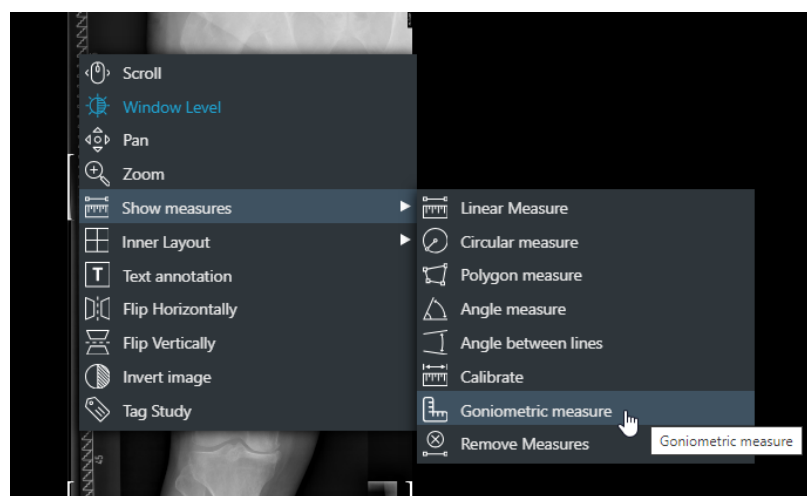 Scroll
Window Level
Pan
Zoom
Show measures
Inner Layout
T Text annotation
Flip Horizontally
Flip Vertically
Invert image
Tag Study
Linear Measure
Circular measure
Polygon measure
Angle measure
Angle between lines
Calibrate
Goniometric measure
Remove Measures
Goniometric measure
45